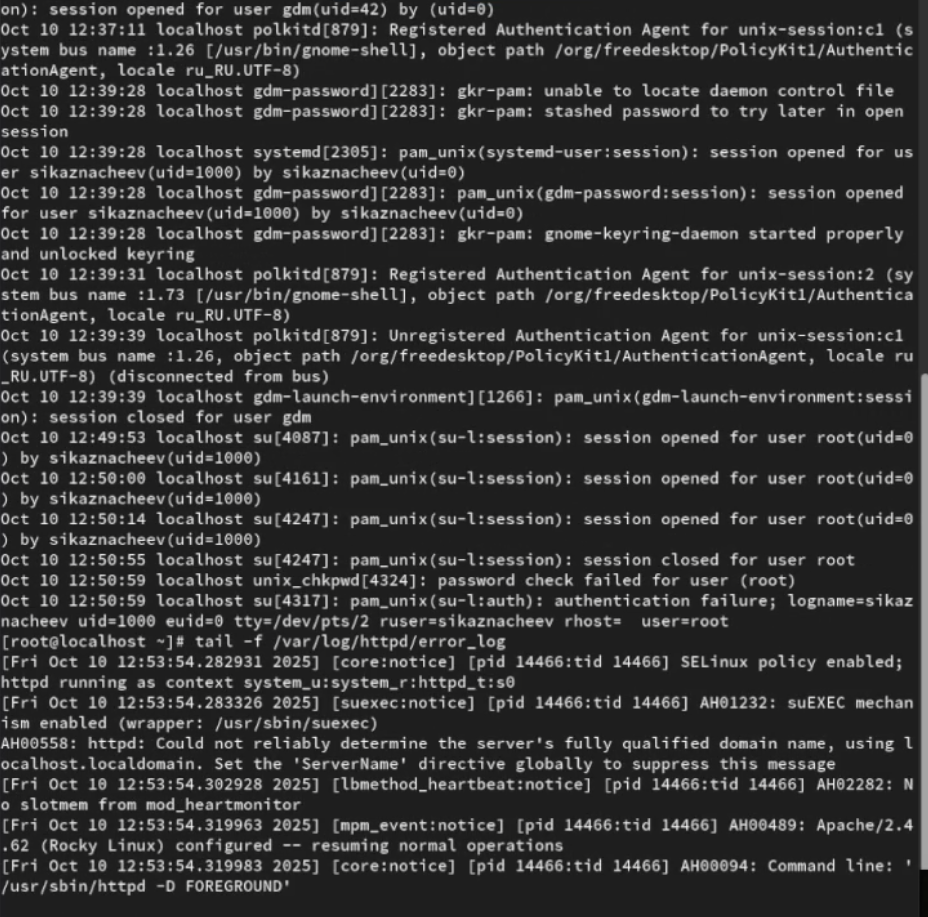 on): session opened for user gdm(uid=42) by (uid=0)
Oct 10 12:37:11 localhost polkitd[879]: Registered Authentication Agent for unix-session:c1 (s
ystem bus name :1.26 [/usr/bin/gnome-shell], object path /org/freedesktop/PolicyKit1/Authentic
ationAgent, locale ru_RU.UTF-8)
Oct 10 12:39:28 localhost gdm-password][2283]: gkr-pam: unable to locate daemon control file
Oct 10 12:39:28 localhost gdm-password][2283]: gkr-pam: stashed password to try later in open
session
Oct 10 12:39:28 localhost systemd[2305]: pam_unix(systemd-user:session): session opened for us
er sikaznacheev(uid=1000) by sikaznacheev(uid=0)
Oct 10 12:39:28 localhost gdm-password][2283]: pam_unix(gdm-password:session): session opened
for user sikaznacheev(uid=1000) by sikaznacheev(uid=0)
Oct 10 12:39:28 localhost gdm-password][2283]: gkr-pam: gnome-keyring-daemon started properly
and unlocked keyring
Oct 10 12:39:31 localhost polkitd[879]: Registered Authentication Agent for unix-session:2 (sy
stem bus name :1.73 [/usr/bin/gnome-shell], object path /org/freedesktop/PolicyKit1/Authentica
tionAgent, locale ru_RU.UTF-8)
Oct 10 12:39:39 localhost polkitd[879]: Unregistered Authentication Agent for unix-session:c1
(system bus name :1.26, object path /org/freedesktop/PolicyKit1/AuthenticationAgent, locale ru
_RU.UTF-8) (disconnected from bus)
Oct 10 12:39:39 localhost gdm-launch-environment][1266]: pam_unix(gdm-launch-environment:sessi
on): session closed for user gdm
Oct 10 12:49:53 localhost su[4087]: pam_unix(su-l:session): session opened for user root(uid=0
) by sikaznacheev(uid=1000)
Oct 10 12:50:00 localhost su[4161]: pam_unix(su-l:session): session opened for user root(uid=0
) by sikaznacheev(uid=1000)
Oct 10 12:50:14 localhost su[4247]: pam_unix(su-l:session): session opened for user root(uid=0
) by sikaznacheev(uid=1000)
Oct 10 12:50:55 localhost su[4247]: pam_unix(su-l:session): session closed for user root
Oct 10 12:50:59 localhost unix_chkpwd[4324]: password check failed for user (root)
Oct 10 12:50:59 localhost su[4317]: pam_unix(su-l:auth): authentication failure; logname=sikaz
nacheev uid=1000 euid=0 tty=/dev/pts/2 ruser=sikaznacheev rhost=  user=root
[root@localhost ~]# tail -f /var/log/httpd/error_log
[Fri Oct 10 12:53:54.282931 2025] [core:notice] [pid 14466:tid 14466] SELinux policy enabled;
httpd running as context system_u:system_r:httpd_t:s0
[Fri Oct 10 12:53:54.283326 2025] [suexec:notice] [pid 14466:tid 14466] AH01232: suEXEC mechan
ism enabled (wrapper: /usr/sbin/suexec)
AH00558: httpd: Could not reliably determine the server's fully qualified domain name, using l
ocalhost.localdomain. Set the 'ServerName' directive globally to suppress this message
[Fri Oct 10 12:53:54.302928 2025] [lbmethod_heartbeat:notice] [pid 14466:tid 14466] AH02282: N
o slotmem from mod_heartmonitor
[Fri Oct 10 12:53:54.319963 2025] [mpm_event:notice] [pid 14466:tid 14466] AH00489: Apache/2.4
.62 (Rocky Linux) configured -- resuming normal operations
[Fri Oct 10 12:53:54.319983 2025] [core:notice] [pid 14466:tid 14466] AH00094: Command line: '
/usr/sbin/httpd -D FOREGROUND'